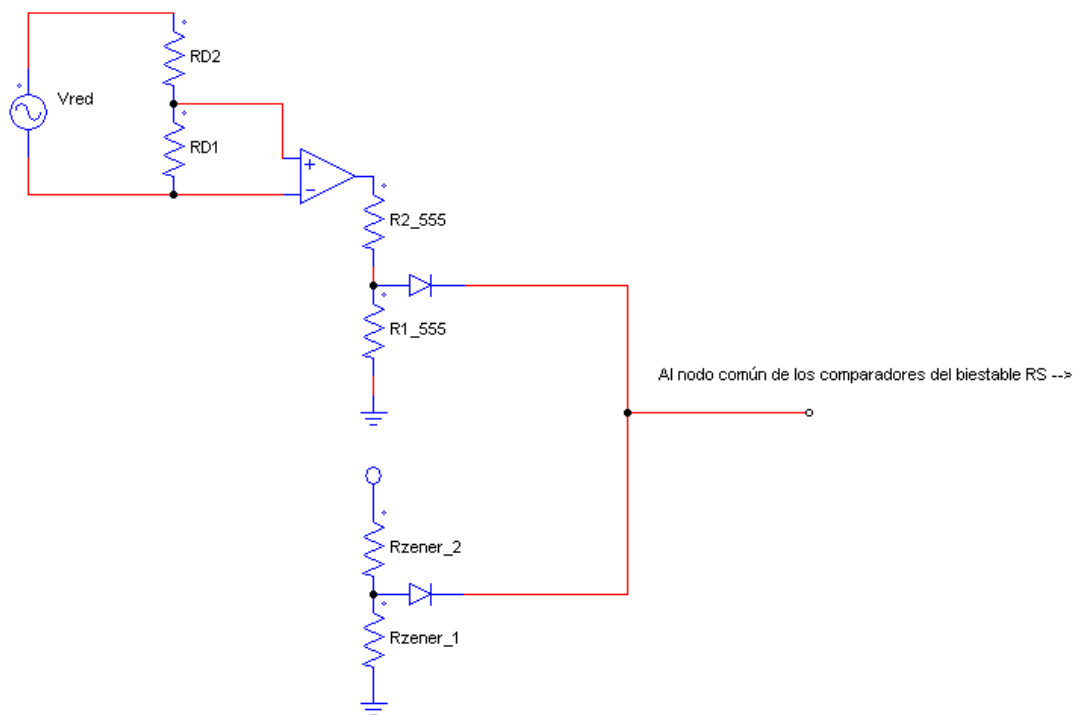 RD2
Vred
RD1
+
−
R2_555
R1_555
Al nodo común de los comparadores del biestable RS -->
Rzener_2
Rzener_1